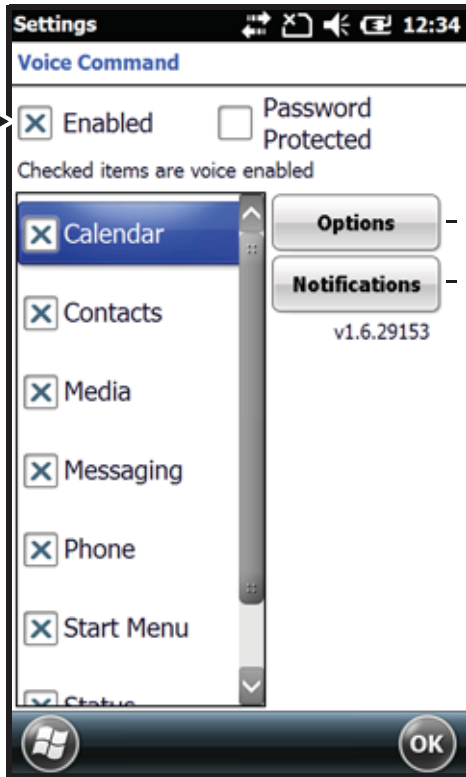 Settings 12:34
Voice Command
Enabled
Password
Protected
Checked items are voice enabled
Calendar
Options
Notifications
Contacts
v1.6.29153
Media
Messaging
Phone
Start Menu
Status
OK